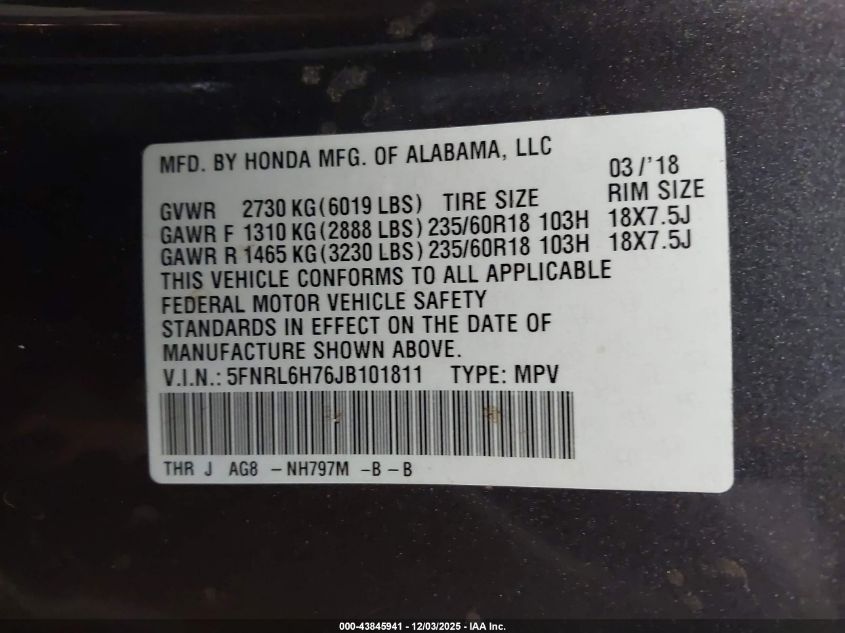 MFD. BY HONDA MFG. OF ALABAMA, LLC 03/'18
GVWR 2730 KG (6019 LBS) TIRE SIZE RIM SIZE
GAWR F 1310 KG (2888 LBS) 235/60R18 103H 18X7.5J
GAWR R 1465 KG (3230 LBS) 235/60R18 103H 18X7.5J
THIS VEHICLE CONFORMS TO ALL APPLICABLE
FEDERAL MOTOR VEHICLE SAFETY
STANDARDS IN EFFECT ON THE DATE OF
MANUFACTURE SHOWN ABOVE.
V.I.N.: 5FNRL6H76JB101811 TYPE: MPV
THR J AG8 -NH797M -B-B
000-43845941 - 12/03/2025 - IAA Inc.